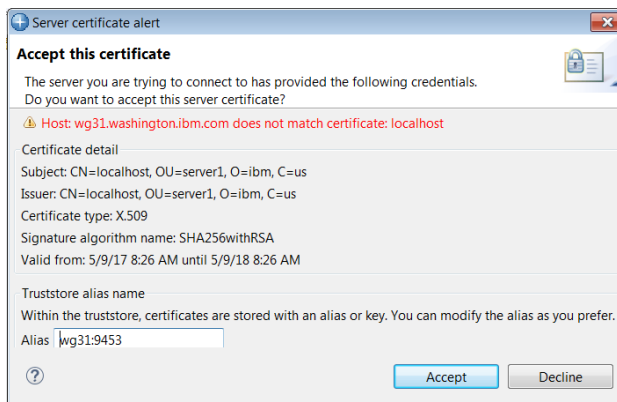 Server certificate alert
Accept this certificate
The server you are trying to connect to has provided the following credentials.
Do you want to accept this server certificate?
Host: wg31.washington.ibm.com does not match certificate: localhost
Certificate detail
Subject: CN=localhost, OU=server1, O=ibm, C=us
Issuer: CN=localhost, OU=server1, O=ibm, C=us
Certificate type: X.509
Signature algorithm name: SHA256withRSA
Valid from: 5/9/17 8:26 AM until 5/9/18 8:26 AM
Truststore alias name
Within the truststore, certificates are stored with an alias or key. You can modify the alias as you prefer.
Alias wg31:9453
Accept Decline